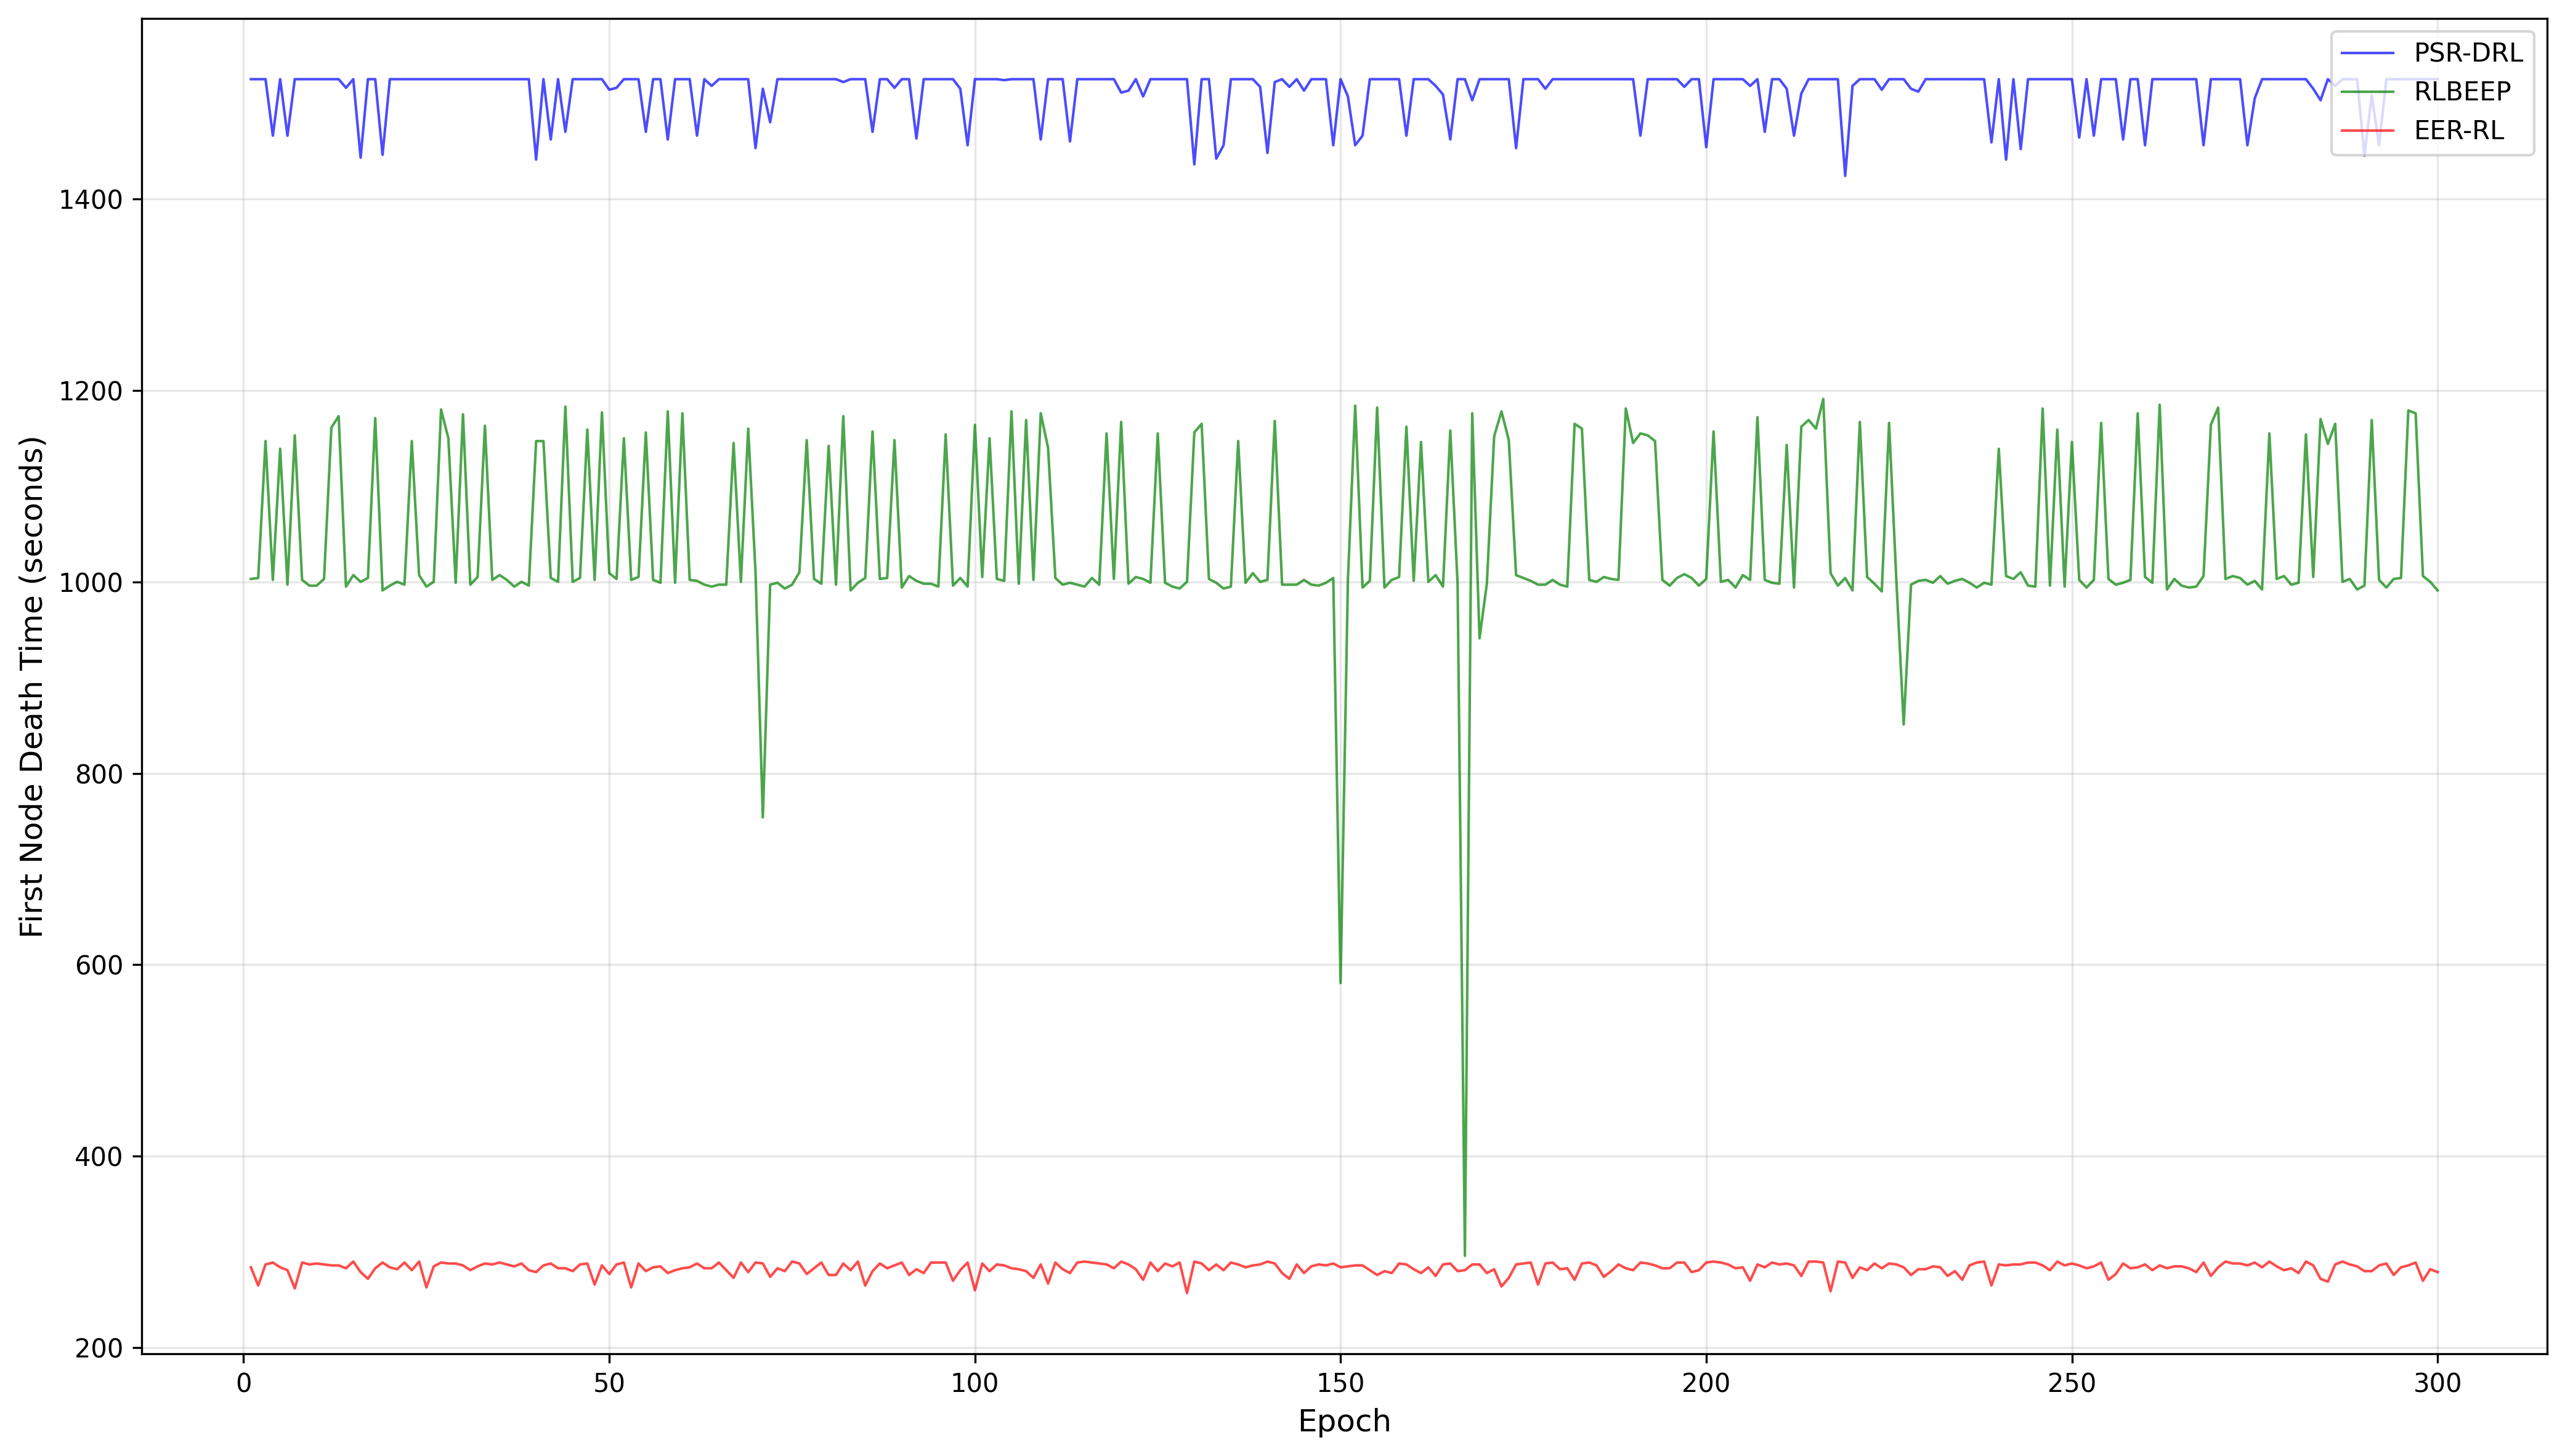 PSR-DRL
RLBEEP
EER-RL
First Node Death Time (seconds)
1400
1200
1000
800
600
400
200
0 50 100 150 200 250 300
Epoch